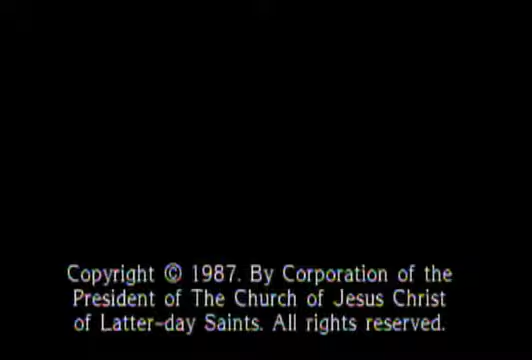 Copyright © 1987. By Corporation of the
President of The Church of Jesus Christ
of Latter-day Saints. All rights reserved.